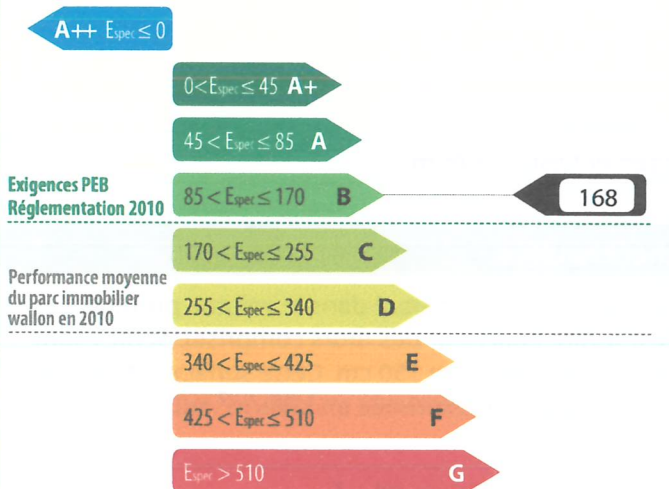 A++ Espec ≤ 0
0<Espec ≤ 45 A+
45 < Espec ≤ 85 A
Exigences PEB
Réglementation 2010
85 < Espec ≤ 170 B
168
170 < Espec ≤ 255 C
Performance moyenne
du parc immobilier
wallon en 2010
255 < Espec ≤ 340 D
340 < Espec ≤ 425 E
425 < Espec ≤ 510 F
Espec > 510 G